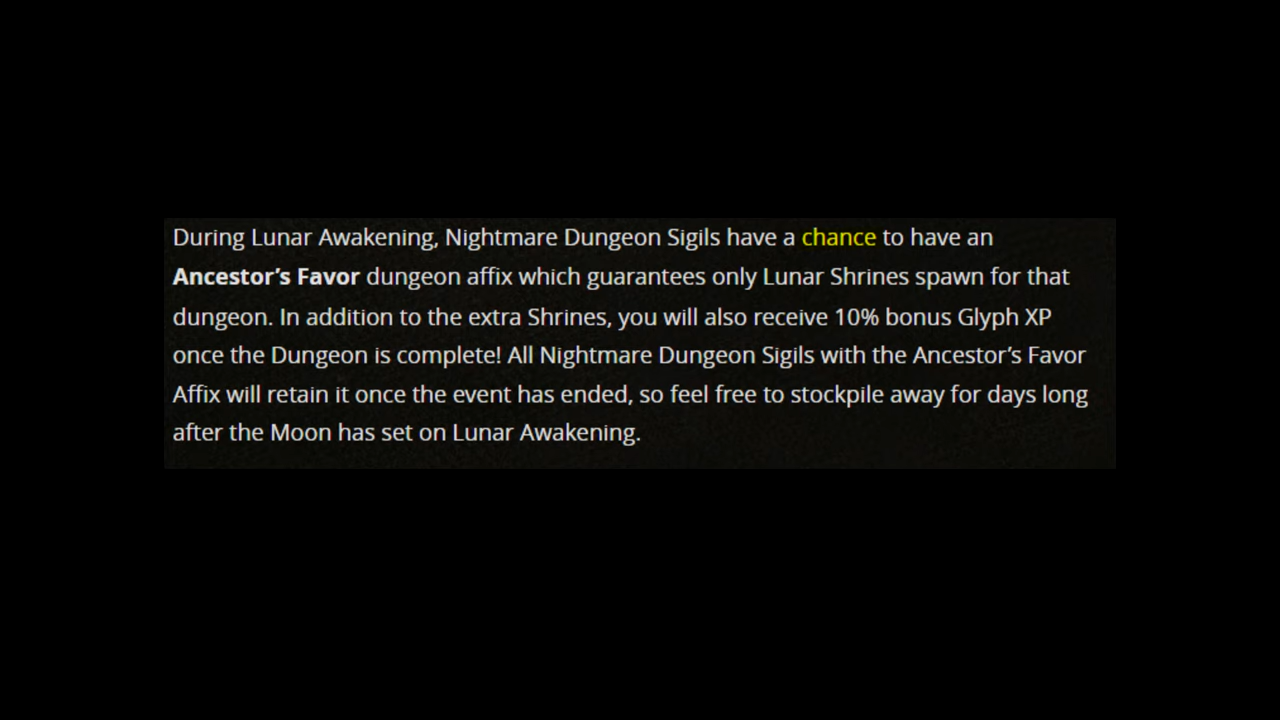 During Lunar Awakening, Nightmare Dungeon Sigils have a chance to have an
Ancestor’s Favor dungeon affix which guarantees only Lunar Shrines spawn for that
dungeon. In addition to the extra Shrines, you will also receive 10% bonus Glyph XP
once the Dungeon is complete! All Nightmare Dungeon Sigils with the Ancestor’s Favor
Affix will retain it once the event has ended, so feel free to stockpile away for days long
after the Moon has set on Lunar Awakening.